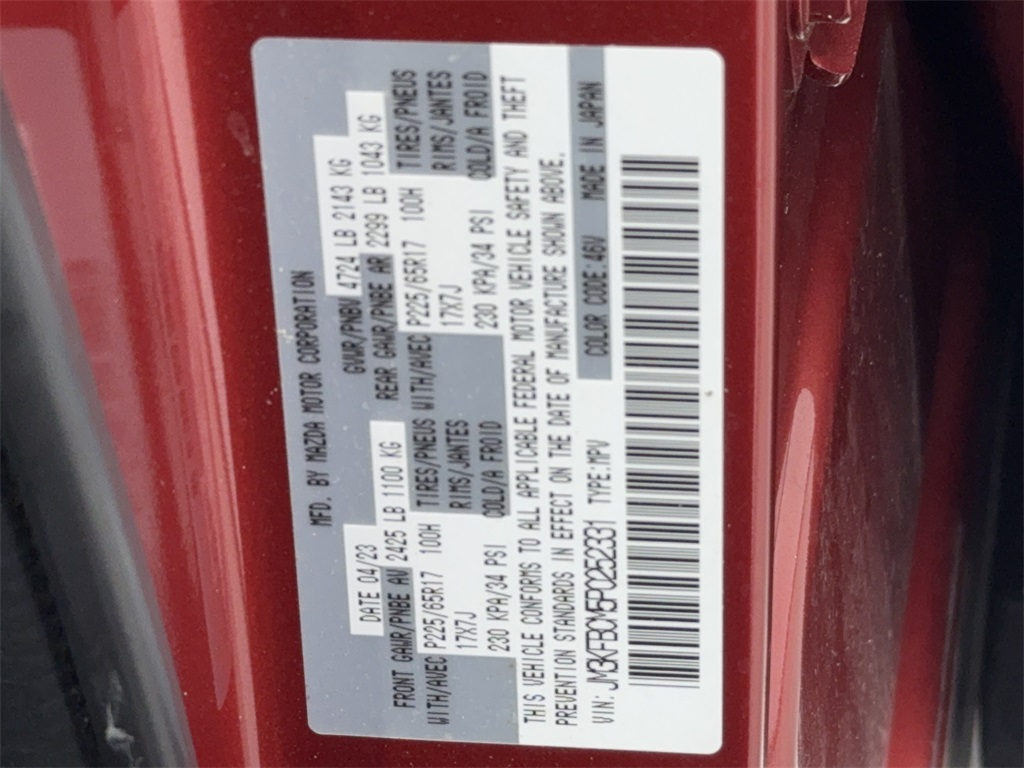 MFD. BY MAZDA MOTOR CORPORATION
DATE 04/23 GVWR/PNBV 4724 LB 2143 KG
FRONT GAWR/PNBE AV 2425 LB 1100 KG REAR GAWR/PNBE AR 2299 LB 1043 KG
WITH/AVEC P225/65R17 100H TIRES/PNEUS WITH/AVEC P225/65R17 100H TIRES/PNEUS
17X7J RIMS/JANTES 17X7J RIMS/JANTES
230 KPA/34 PSI COLD/A FROID 230 KPA/34 PSI COLD/A FROID
THIS VEHICLE CONFORMS TO ALL APPLICABLE FEDERAL MOTOR VEHICLE SAFETY AND THEFT
PREVENTION STANDARDS IN EFFECT ON THE DATE OF MANUFACTURE SHOWN ABOVE.
VIN: JM3KFBCM5P0252331 TYPE:MPV COLOR CODE:46V MADE IN JAPAN